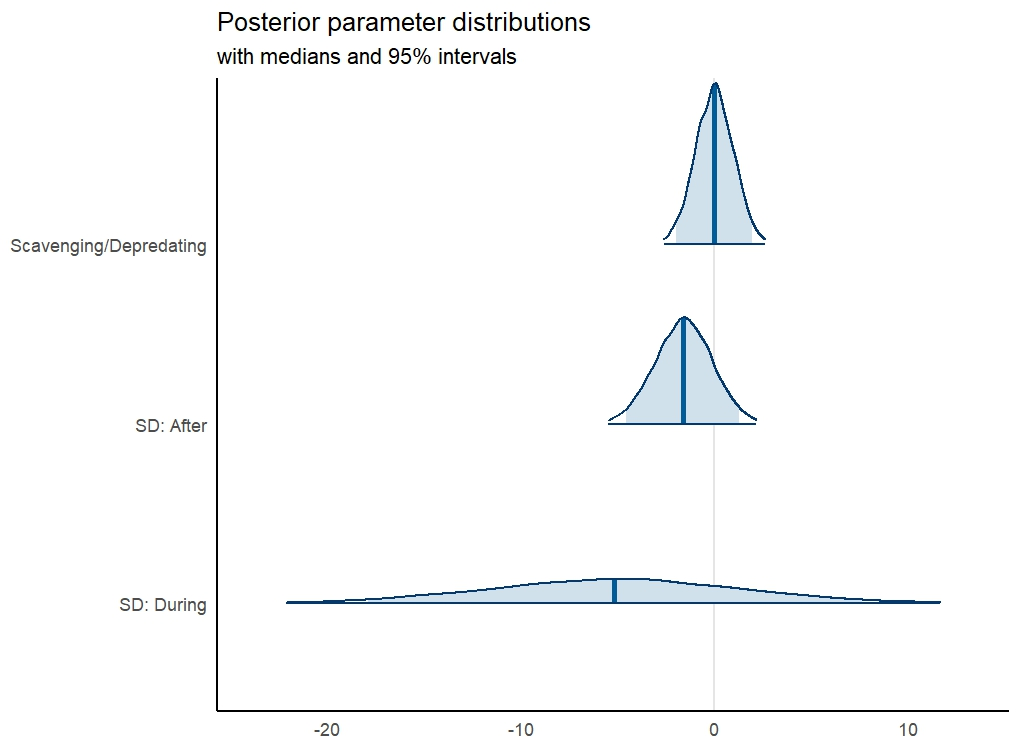 Posterior parameter distributions
with medians and 95% intervals
Scavenging/Depredating
SD: After
SD: During
-20 -10 0 10